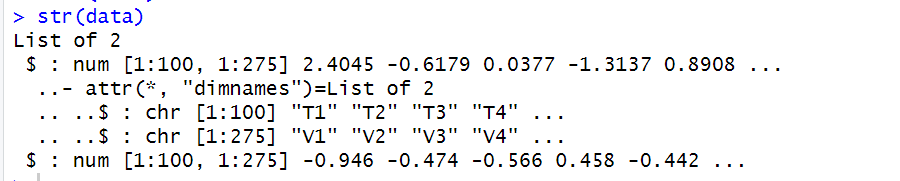 > str(data)
List of 2
 $ : num [1:100, 1:275] 2.4045 -0.6179 0.0377 -1.3137 0.8908 ...
  ..- attr(*, "dimnames")=List of 2
  .. ..$ : chr [1:100] "T1" "T2" "T3" "T4" ...
  .. ..$ : chr [1:275] "V1" "V2" "V3" "V4" ...
 $ : num [1:100, 1:275] -0.946 -0.474 -0.566 0.458 -0.442 ...